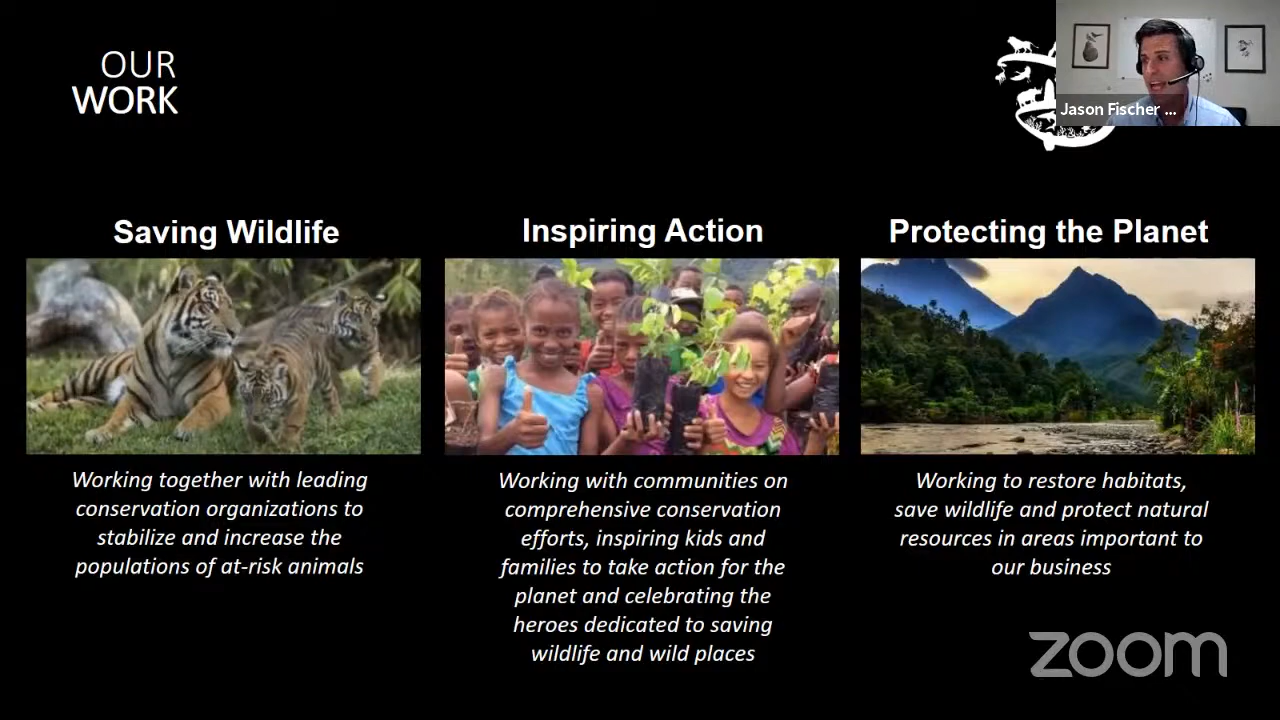 OUR
WORK
Jason Fischer ...
Saving Wildlife
Inspiring Action
Protecting the Planet
Working together with leading
conservation organizations to
stabilize and increase the
populations of at-risk animals
Working with communities on
comprehensive conservation
efforts, inspiring kids and
families to take action for the
planet and celebrating the
heroes dedicated to saving
wildlife and wild places
Working to restore habitats,
save wildlife and protect natural
resources in areas important to
our business
zoom